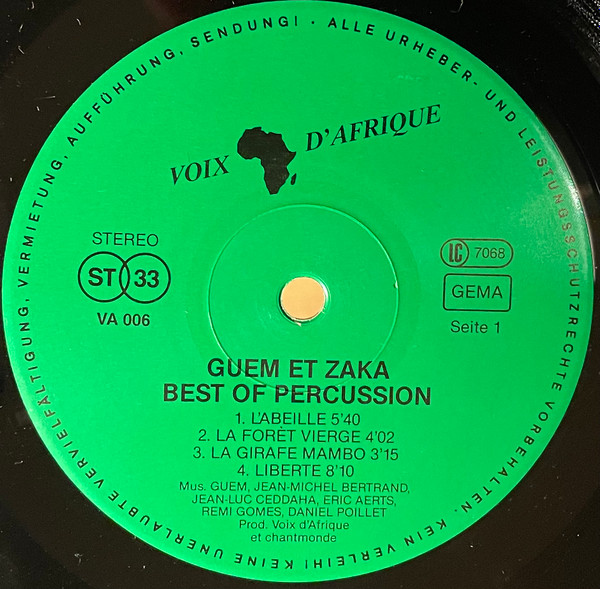 ALLE URHEBER- UND LEISTUNGSSCHUTZRECHTE VORBEHALTEN. KEIN VERLEIH! KEINE UNERLAUBTE VERVIELFÄLTIGUNG, VERMIETUNG, AUFFÜHRUNG, SENDUNG! ·
VOIX D'AFRIQUE
STEREO
ST 33
VA 006
LC 7068
GEMA
Seite 1
GUEM ET ZAKA
BEST OF PERCUSSION
1. L'ABEILLE 5'40
2. LA FORÊT VIERGE 4'02
3. LA GIRAFE MAMBO 3'15
4. LIBERTE 8'10
Mus. GUEM, JEAN-MICHEL BERTRAND,
JEAN-LUC CEDDAHA, ERIC AERTS,
REMI GOMES, DANIEL POILLET
Prod. Voix d'Afrique
et chantmonde